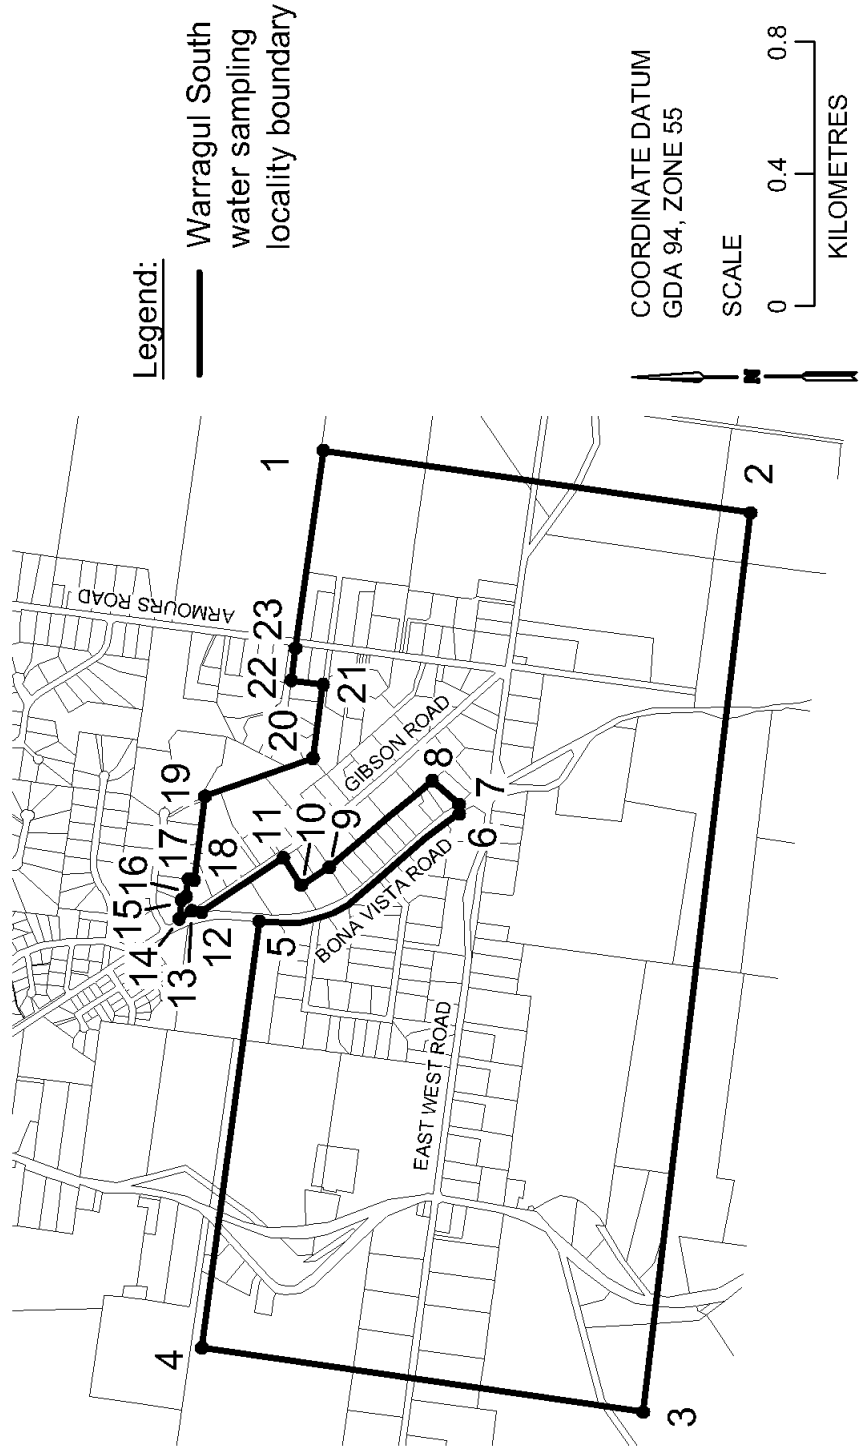 Legend:
Warragul South
water sampling
locality boundary
COORDINATE DATUM
GDA 94, ZONE 55
SCALE
0 0.4 0.8
KILOMETRES
N
ARMOURS ROAD
GIBSON ROAD
BONA VISTA ROAD
EAST WEST ROAD
1
2
3
4
5
6
7
8
9
10
11
12
13
14
15
16
17
18
19
20
21
22
23